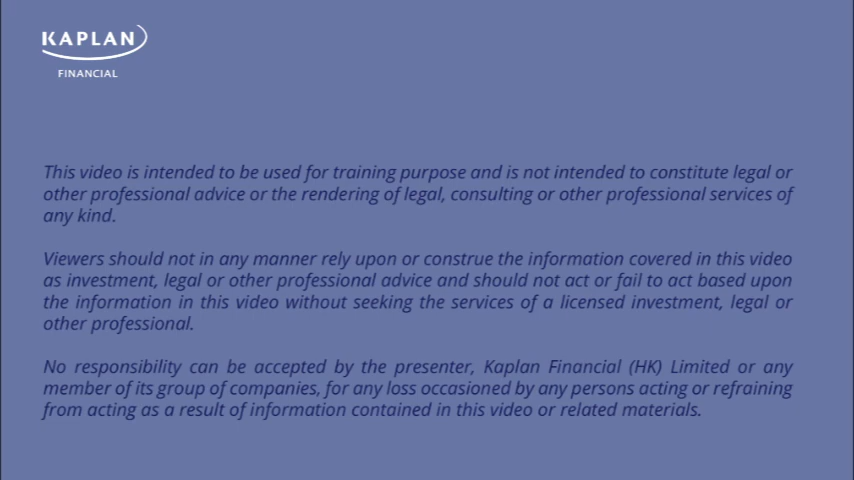 KAPLAN
FINANCIAL
This video is intended to be used for training purpose and is not intended to constitute legal or
other professional advice or the rendering of legal, consulting or other professional services of
any kind.
Viewers should not in any manner rely upon or construe the information covered in this video
as investment, legal or other professional advice and should not act or fail to act based upon
the information in this video without seeking the services of a licensed investment, legal or
other professional.
No responsibility can be accepted by the presenter, Kaplan Financial (HK) Limited or any
member of its group of companies, for any loss occasioned by any persons acting or refraining
from acting as a result of information contained in this video or related materials.